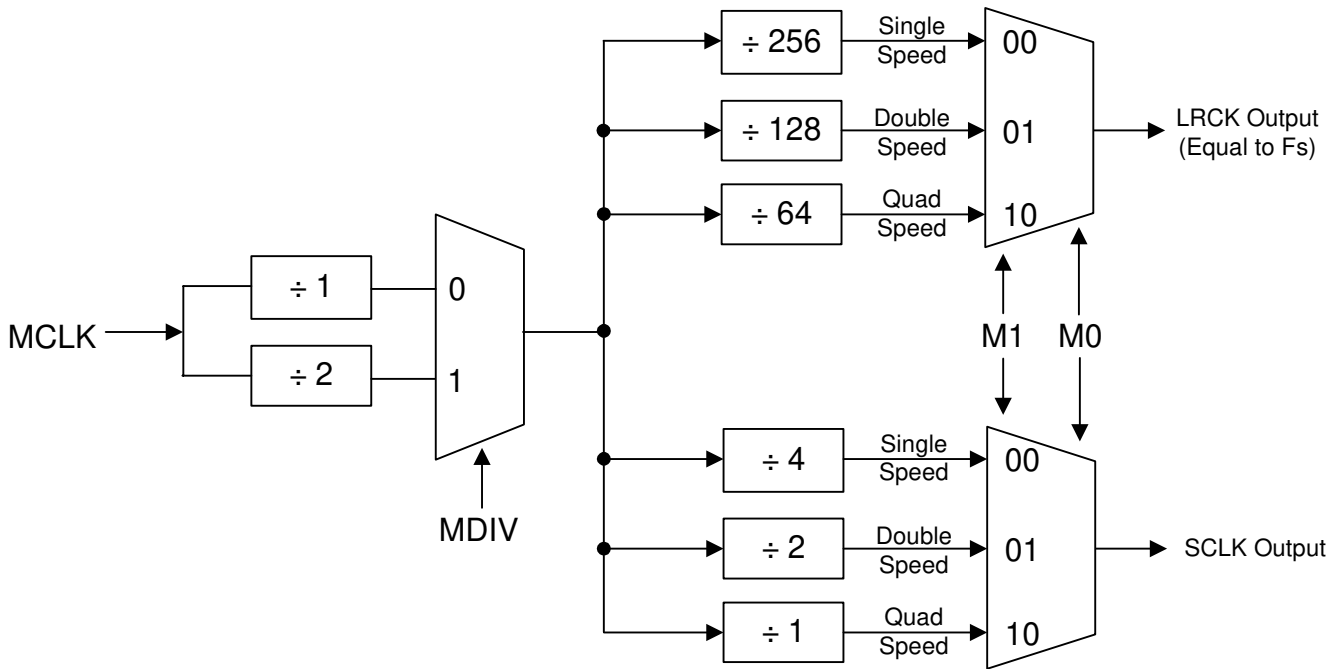 ÷ 256
Single
Speed
00
÷ 128
Double
Speed
01
LRCK Output
(Equal to Fs)
÷ 64
Quad
Speed
10
MCLK
÷ 1
0
÷ 2
1
MDIV
M1
M0
÷ 4
Single
Speed
00
÷ 2
Double
Speed
01
SCLK Output
÷ 1
Quad
Speed
10